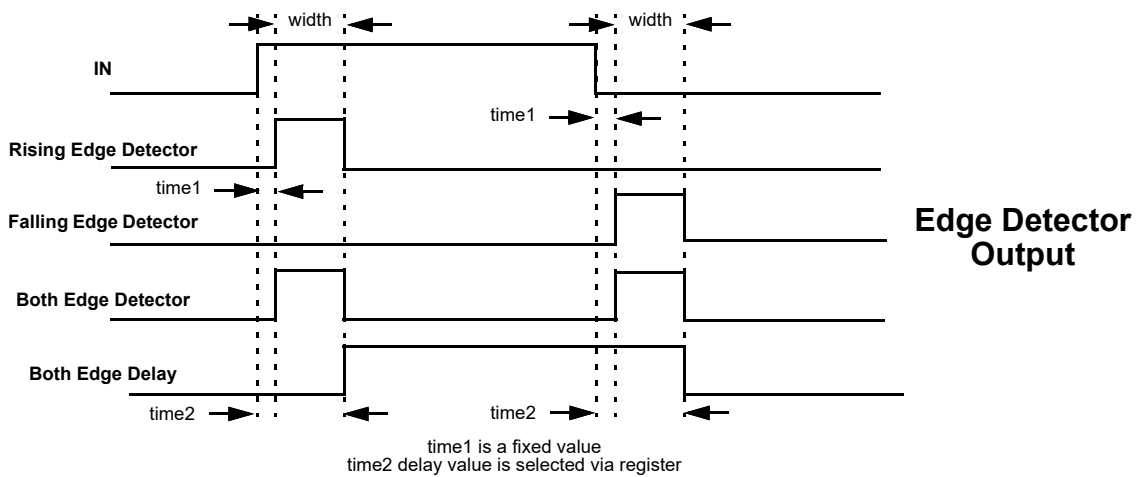 width
width
IN
time1
Rising Edge Detector
time1
Falling Edge Detector
Edge Detector
Output
Both Edge Detector
Both Edge Delay
time2
time2
time1 is a fixed value
time2 delay value is selected via register